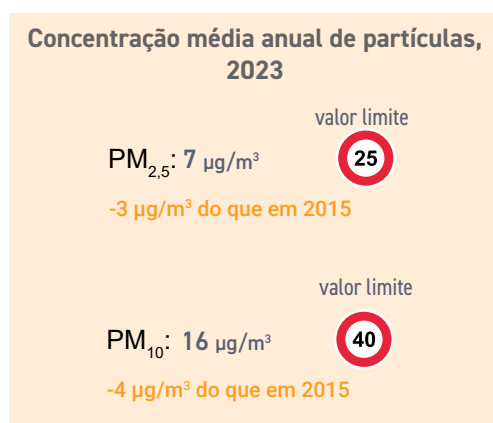 Concentração média anual de partículas,
2023
valor limite
PM2,5: 7 µg/m³
25
-3 µg/m³ do que em 2015
valor limite
PM10: 16 µg/m³
40
-4 µg/m³ do que em 2015